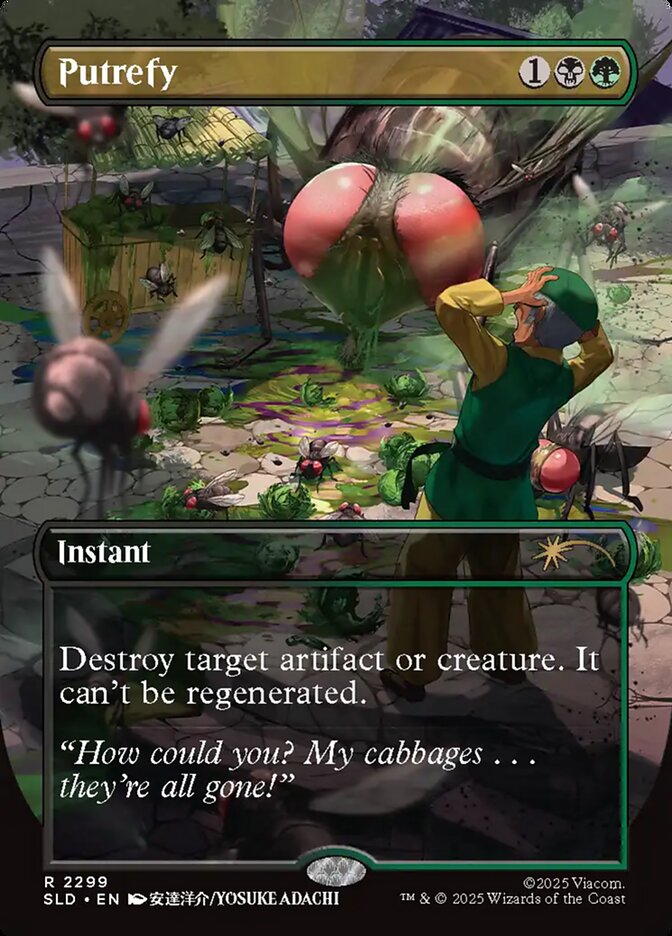 Putrefy 1
Instant
Destroy target artifact or creature. It
can't be regenerated.
“How could you? My cabbages . . .
they're all gone!”
R 2299
SLD • EN 安達洋介/YOSUKE ADACHI
©2025 Viacom.
™ & © 2025 Wizards of the Coast